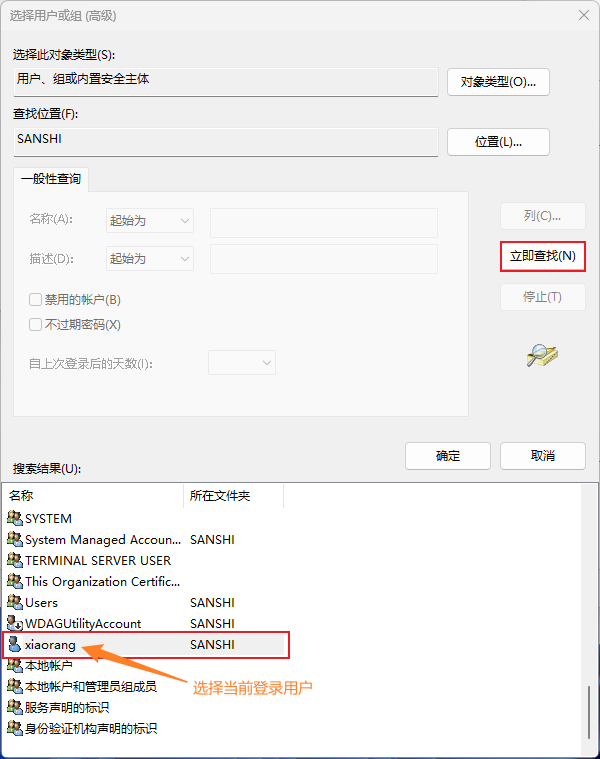 选择用户或组 (高级)
选择此对象类型(S):
用户、组或内置安全主体
对象类型(O)...
查找位置(F):
SANSHI
位置(L)...
一般性查询
名称(A):
起始为
列(C)...
描述(D):
起始为
立即查找(N)
禁用的帐户(B)
停止(T)
不过期密码(X)
自上次登录后的天数(I):
确定
取消
搜索结果(U):
名称 所在文件夹
SYSTEM
System Managed Accoun... SANSHI
TERMINAL SERVER USER
This Organization Certific...
Users SANSHI
WDAGUtilityAccount SANSHI
xiaorang SANSHI
本地帐户
选择当前登录用户
本地帐户和管理员组成员
服务声明的标识
身份验证机构声明的标识